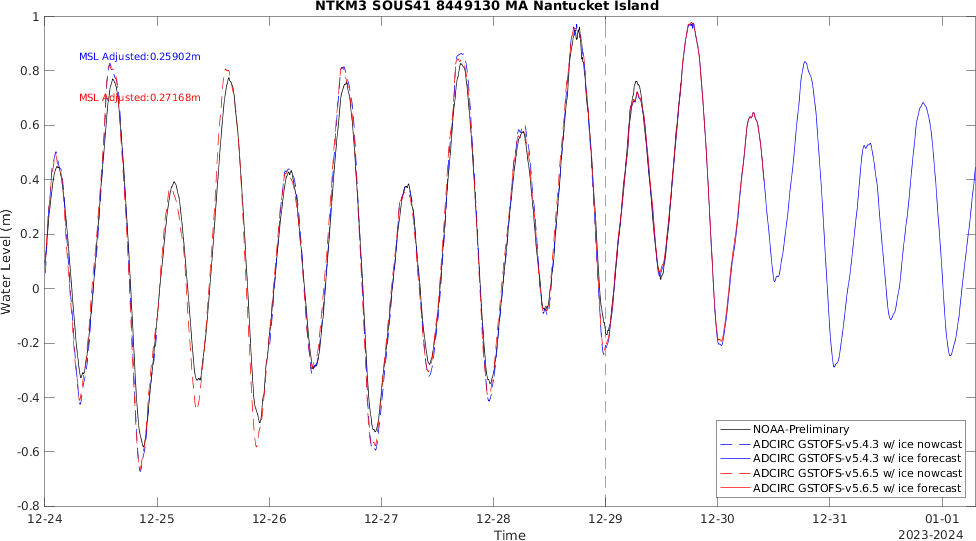 NTKM3 SOUS41 8449130 MA Nantucket Island
MSL Adjusted:0.25902m
MSL Adjusted:0.27168m
Water Level (m)
1
0.8
0.6
0.4
0.2
0
-0.2
-0.4
-0.6
-0.8
12-24
12-25
12-26
12-27
12-28
12-29
12-30
12-31
01-01
Time
2023-2024
NOAA-Preliminary
ADCIRC GSTOFS-v5.4.3 w/ ice nowcast
ADCIRC GSTOFS-v5.4.3 w/ ice forecast
ADCIRC GSTOFS-v5.6.5 w/ ice nowcast
ADCIRC GSTOFS-v5.6.5 w/ ice forecast